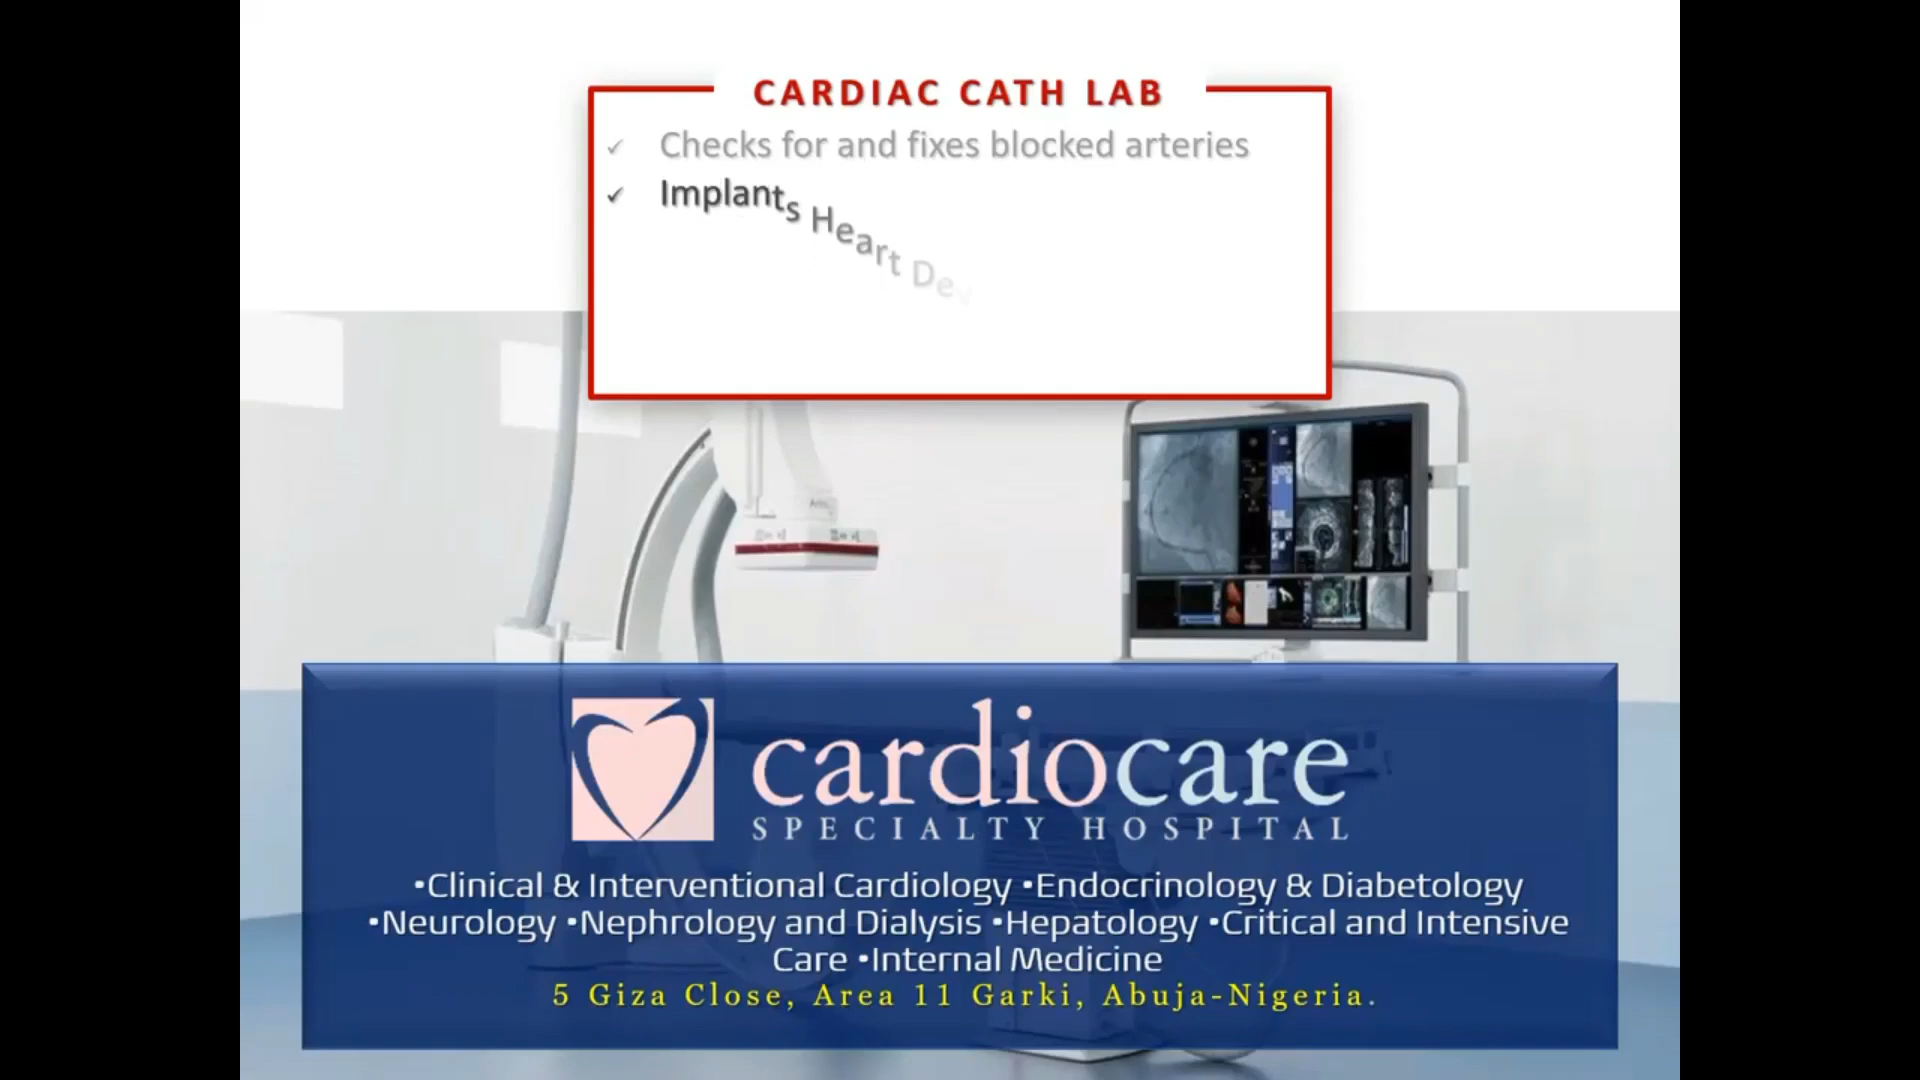 CARDIAC CATH LAB
✓ Checks for and fixes blocked arteries
✓ Implants Heart
cardiocare
SPECIALTY HOSPITAL
•Clinical & Interventional Cardiology •Endocrinology & Diabetology
•Neurology •Nephrology and Dialysis •Hepatology •Critical and Intensive
Care •Internal Medicine
5 Giza Close, Area 11 Garki, Abuja-Nigeria.